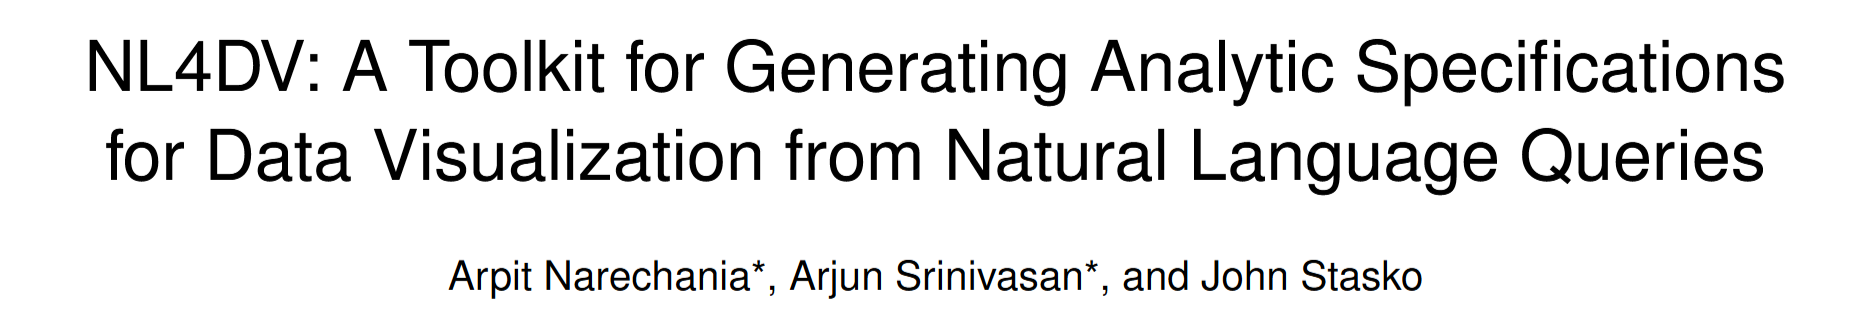 NL4DV: A Toolkit for Generating Analytic Specifications
for Data Visualization from Natural Language Queries
Arpit Narechania*, Arjun Srinivasan*, and John Stasko